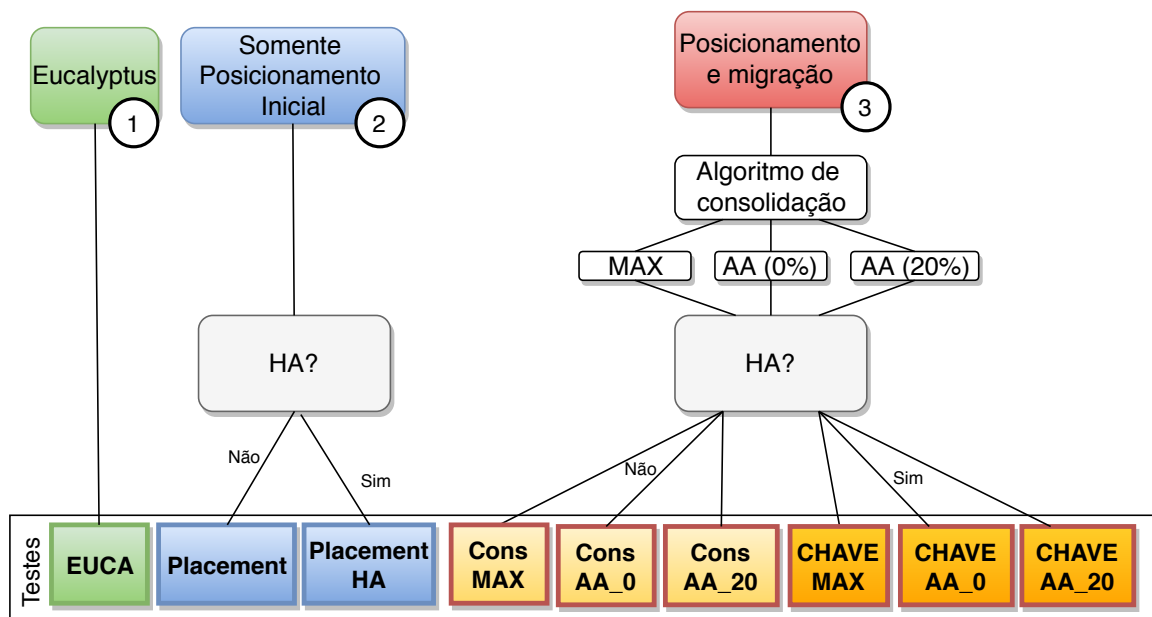 Eucalyptus
1
Somente
Posicionamento
Inicial
2
Posicionamento
e migração
3
Algoritmo de
consolidação
MAX
AA (0%)
AA (20%)
HA?
HA?
Não
Sim
Não
Sim
Testes
EUCA
Placement
Placement
HA
Cons
MAX
Cons
AA_0
Cons
AA_20
CHAVE
MAX
CHAVE
AA_0
CHAVE
AA_20